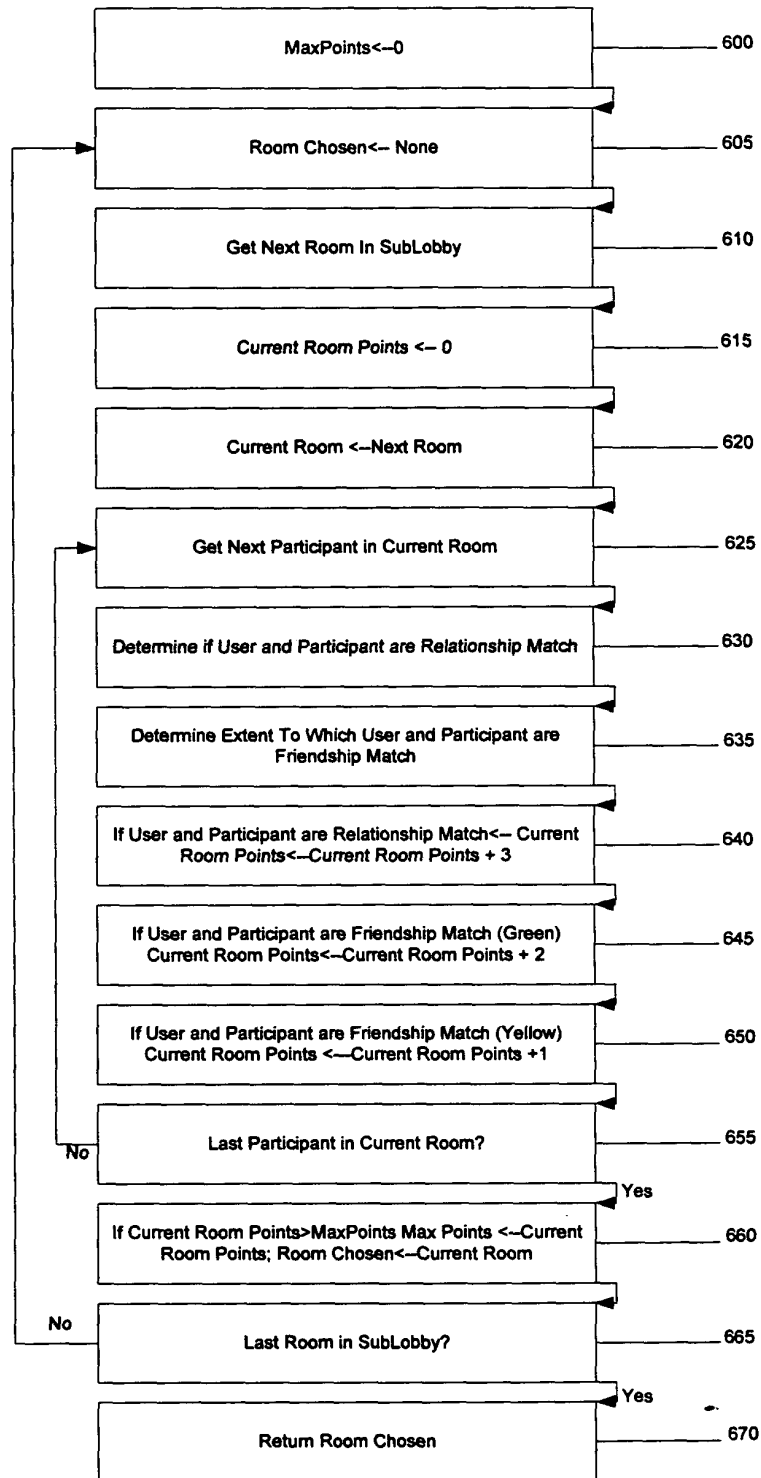 MaxPoints<--0
600
Room Chosen<-- None
605
Get Next Room In SubLobby
610
Current Room Points <-- 0
615
Current Room <--Next Room
620
Get Next Participant in Current Room
625
Determine if User and Participant are Relationship Match
630
Determine Extent To Which User and Participant are
Friendship Match
635
If User and Participant are Relationship Match<-- Current
Room Points<--Current Room Points + 3
640
If User and Participant are Friendship Match (Green)
Current Room Points<--Current Room Points + 2
645
If User and Participant are Friendship Match (Yellow)
Current Room Points <---Current Room Points +1
650
Last Participant in Current Room?
655
No
Yes
If Current Room Points>MaxPoints Max Points <--Current
Room Points; Room Chosen<--Current Room
660
No
Last Room in SubLobby?
665
Yes
Return Room Chosen
670